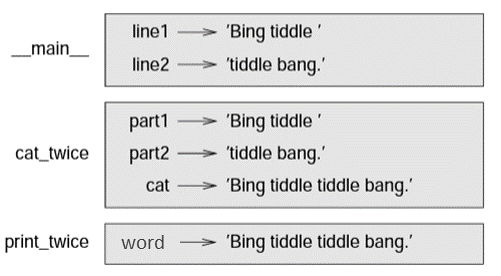 __main__
line1 → 'Bing tiddle '
line2 → 'tiddle bang.'
cat_twice
part1 → 'Bing tiddle '
part2 → 'tiddle bang.'
cat → 'Bing tiddle tiddle bang.'
print_twice
word → 'Bing tiddle tiddle bang.'